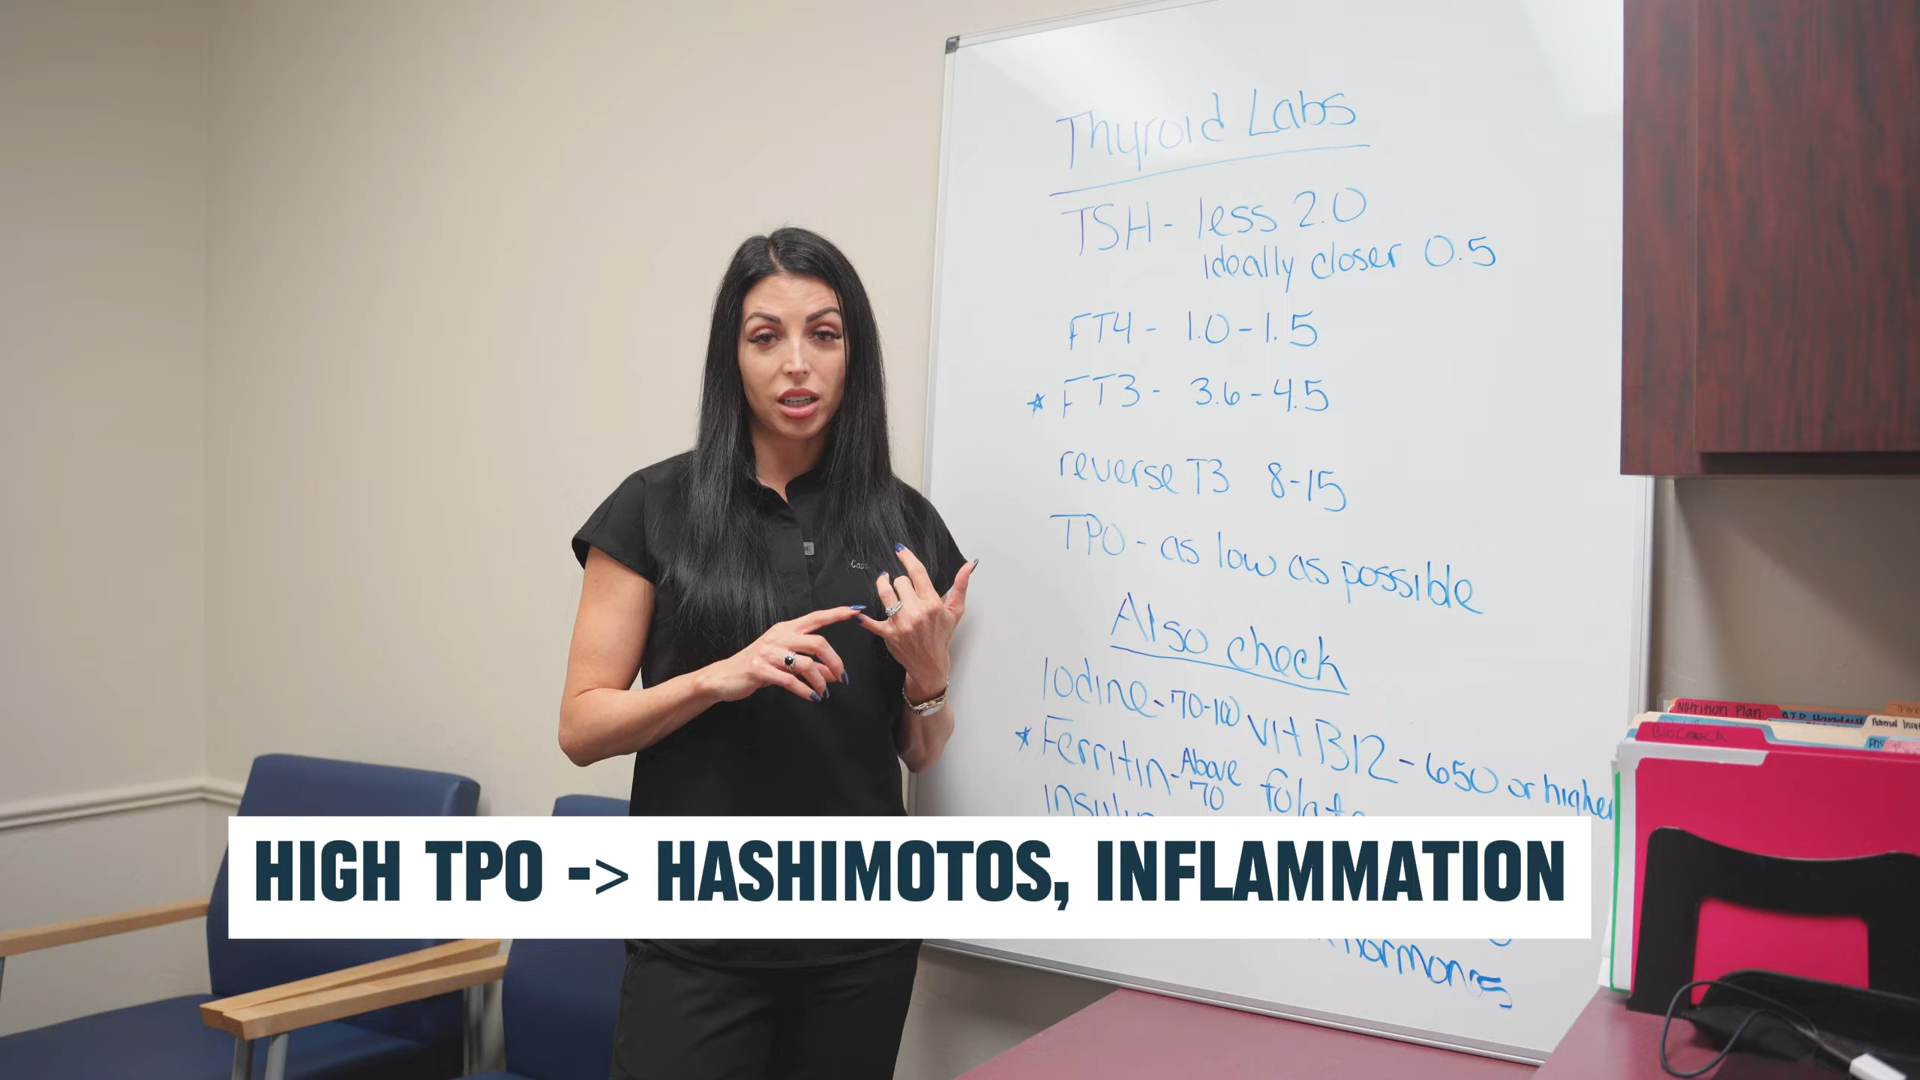 Thyroid Labs
TSH - less 2.0
ideally closer 0.5
FT4 - 1.0-1.5
* FT3 - 3.6-4.5
reverse T3 8-15
TPO - as low as possible
Also check
Iodine - 70-100 vit B12 - 650 or higher
* Ferritin - Above 70 folate
Insulin
HIGH TPO -> HASHIMOTOS, INFLAMMATION
hormones
Nutrition Plan